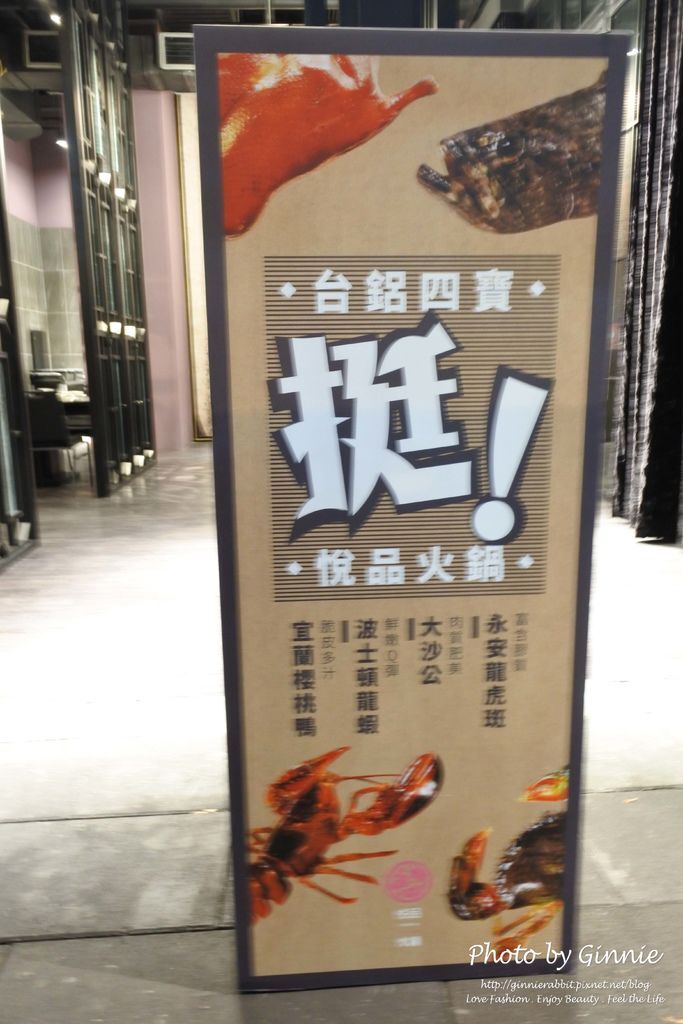 台鋁四寶
挺!
悅品火鍋
富含膠質
永安龍虎斑
肉質肥美
大沙公
鮮嫩Q彈
波士頓龍蝦
脆皮多汁
宜蘭櫻桃鴨
Photo by Ginnie
http://ginnierabbit.pixnet.net/blog
Love Fashion . Enjoy Beauty . Feel the Life